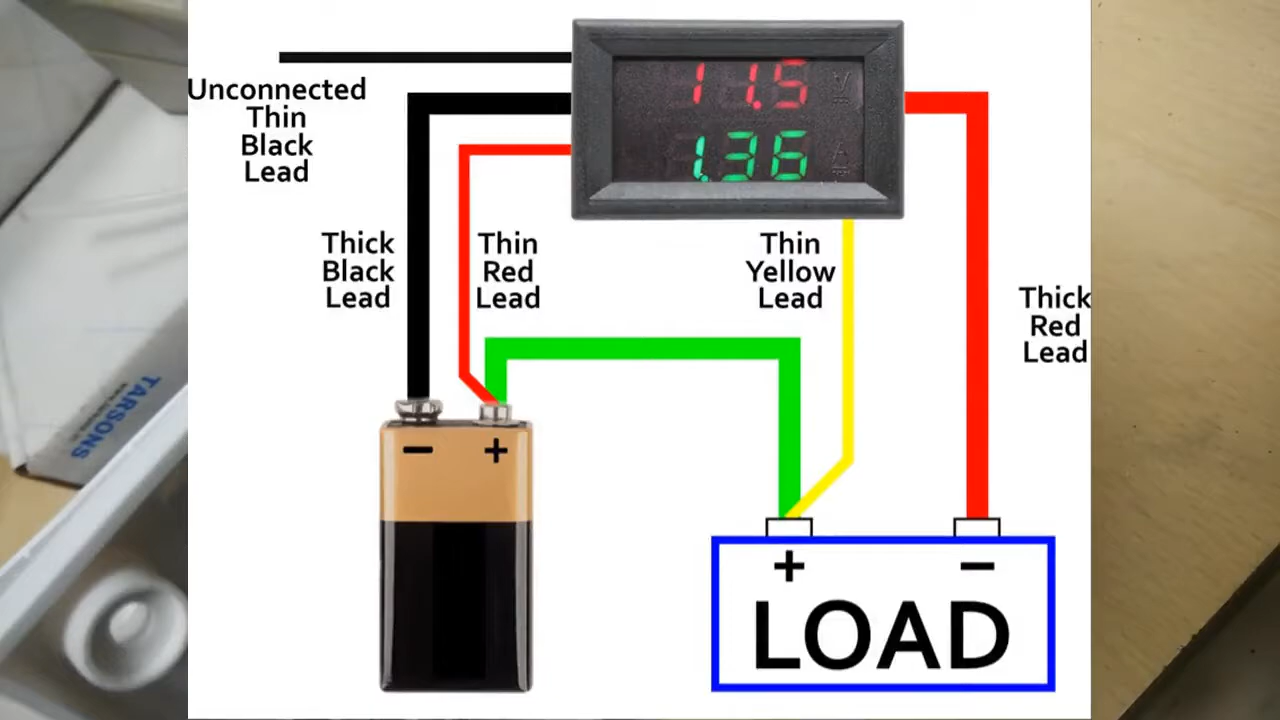 Unconnected
Thin
Black
Lead
11.5 V
1.36 A
Thick
Black
Lead
Thin
Red
Lead
Thin
Yellow
Lead
Thick
Red
Lead
TARSONS
− +
+ −
LOAD